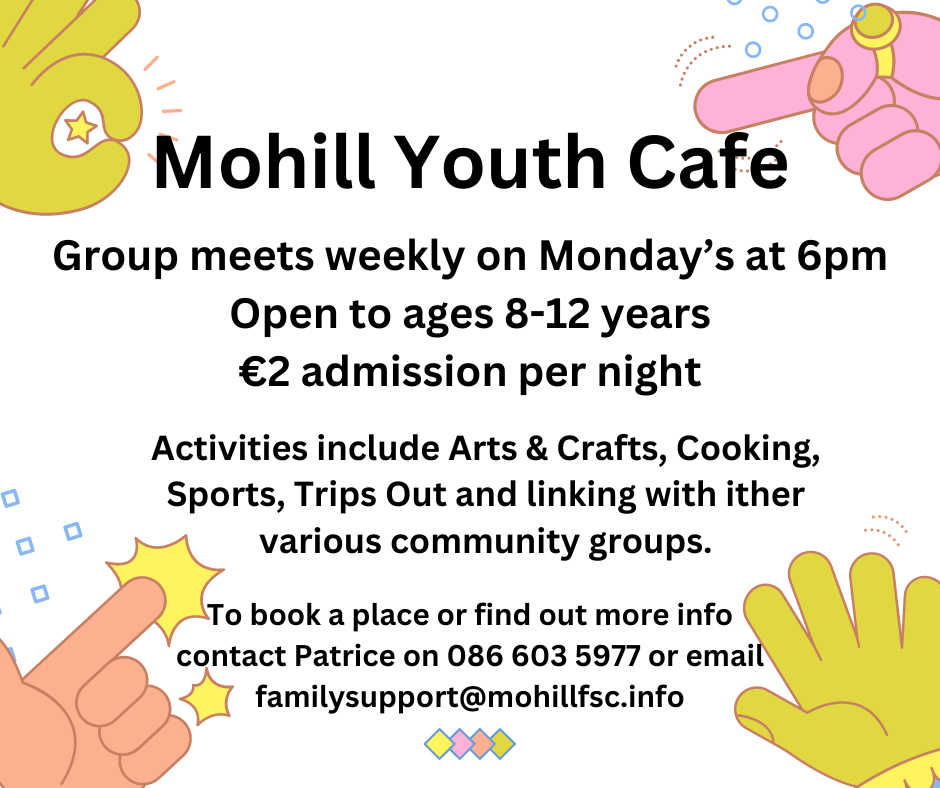 Mohill Youth Cafe
Group meets weekly on Monday’s at 6pm
Open to ages 8-12 years
€2 admission per night
Activities include Arts & Crafts, Cooking,
Sports, Trips Out and linking with ither
various community groups.
To book a place or find out more info
contact Patrice on 086 603 5977 or email
familysupport@mohillfsc.info